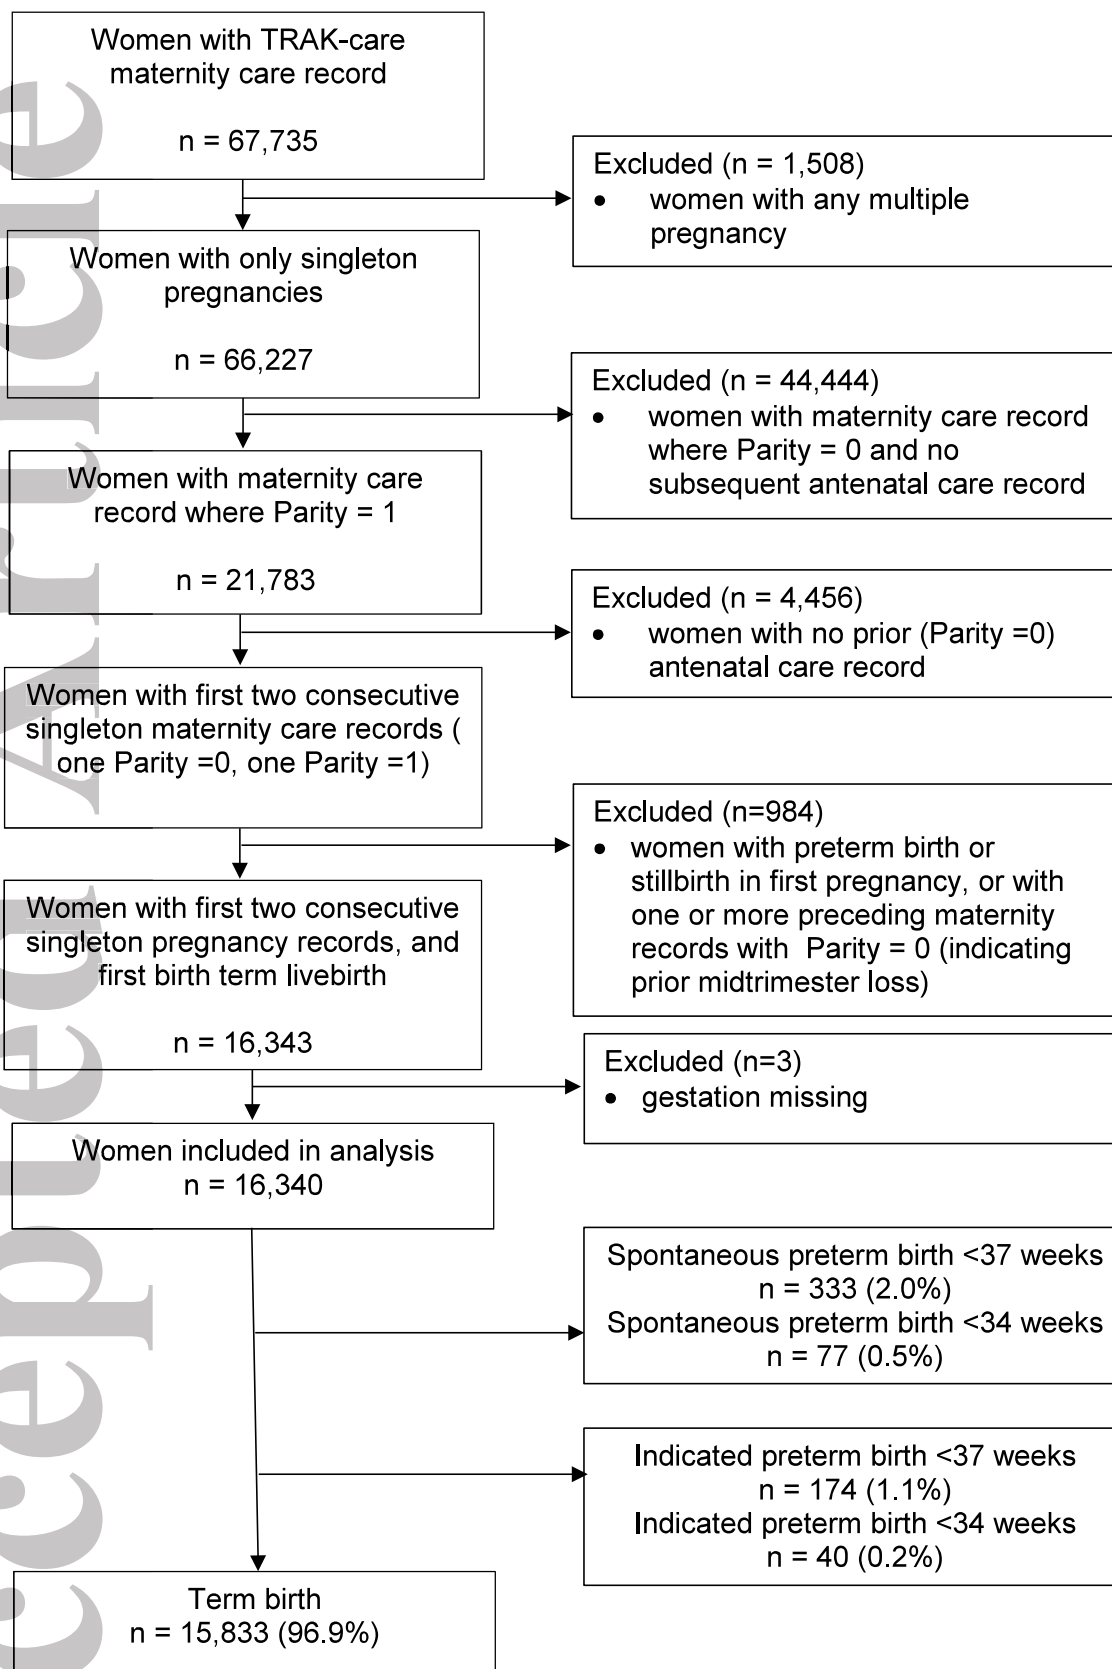 Women with TRAK-care
maternity care record
n = 67,735
Excluded (n = 1,508)
• women with any multiple
pregnancy
Women with only singleton
pregnancies
n = 66,227
Excluded (n = 44,444)
• women with maternity care record
where Parity = 0 and no
subsequent antenatal care record
Women with maternity care
record where Parity = 1
n = 21,783
Excluded (n = 4,456)
• women with no prior (Parity =0)
antenatal care record
Women with first two consecutive
singleton maternity care records (
one Parity =0, one Parity =1)
Excluded (n=984)
• women with preterm birth or
stillbirth in first pregnancy, or with
one or more preceding maternity
records with  Parity = 0 (indicating
prior midtrimester loss)
Women with first two consecutive
singleton pregnancy records, and
first birth term livebirth
n = 16,343
Excluded (n=3)
• gestation missing
Women included in analysis
n = 16,340
Spontaneous preterm birth <37 weeks
n = 333 (2.0%)
Spontaneous preterm birth <34 weeks
n = 77 (0.5%)
Indicated preterm birth <37 weeks
n = 174 (1.1%)
Indicated preterm birth <34 weeks
n = 40 (0.2%)
Term birth
n = 15,833 (96.9%)
ccepted Article